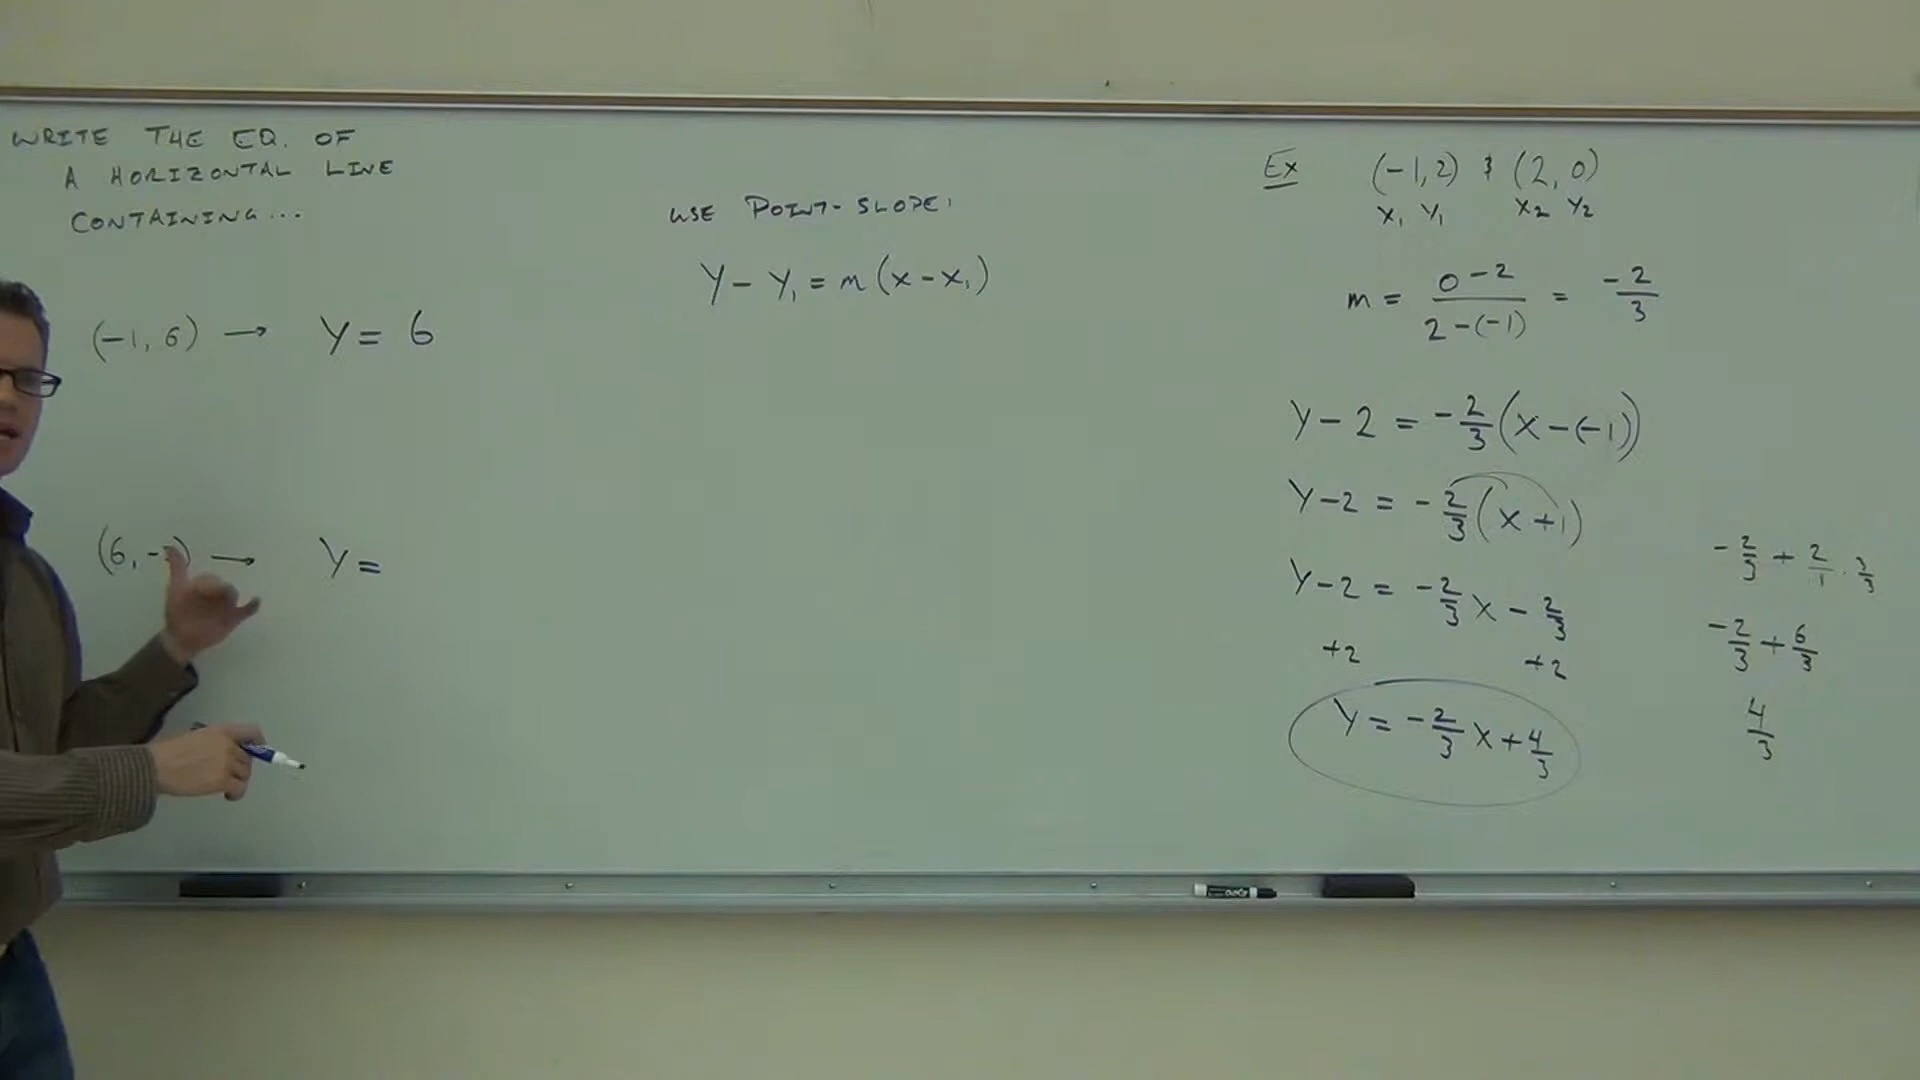 WRITE THE EQ. OF
A HORIZONTAL LINE
CONTAINING...
(-1, 6) → Y = 6
(6, - → Y =
USE POINT-SLOPE:
Y - Y₁ = m(x - x₁)
Ex (-1, 2) & (2, 0)
X₁ Y₁ X₂ Y₂
m = (0-2)/(2-(-1)) = -2/3
Y - 2 = -2/3 (x - (-1))
Y - 2 = -2/3 (x + 1)
Y - 2 = -2/3 x - 2/3
+2 +2
Y = -2/3 x + 4/3
-2/3 + 2/1 · 3/3
-2/3 + 6/3
4/3